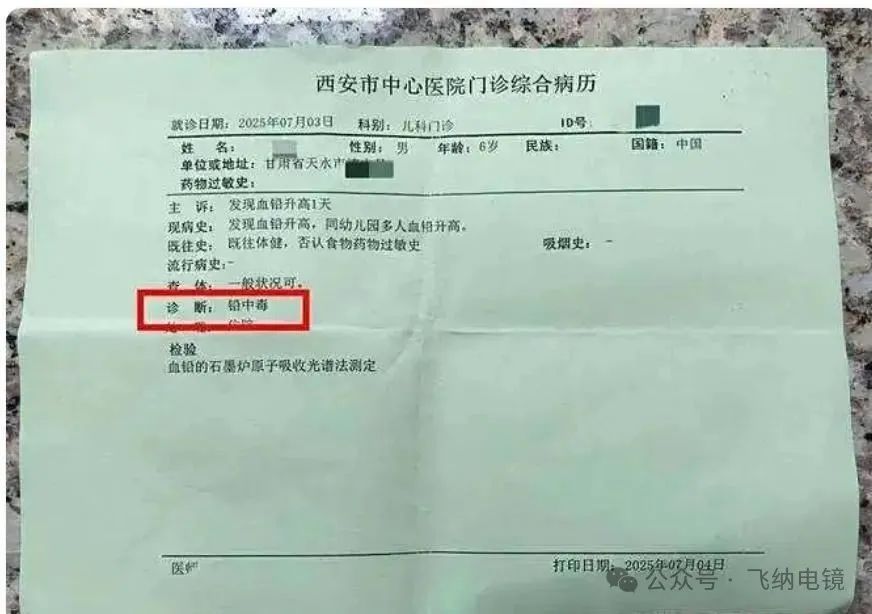 西安市中心医院门诊综合病历
就诊日期：2025年07月03日 科别：儿科门诊 ID号：
姓 名： 性别：男 年龄：6岁 民族： 国籍：中国
单位或地址：甘肃省天水市
药物过敏史：
主 诉：发现血铅升高1天
现病史：发现血铅升高，同幼儿园多人血铅升高。
既往史：既往体健，否认食物药物过敏史 吸烟史：-
流行病史：-
查 体：一般状况可。
诊 断：铅中毒
检验
血铅的石墨炉原子吸收光谱法测定
医师 打印日期：2025年07月04日
公众号·飞纳电镜